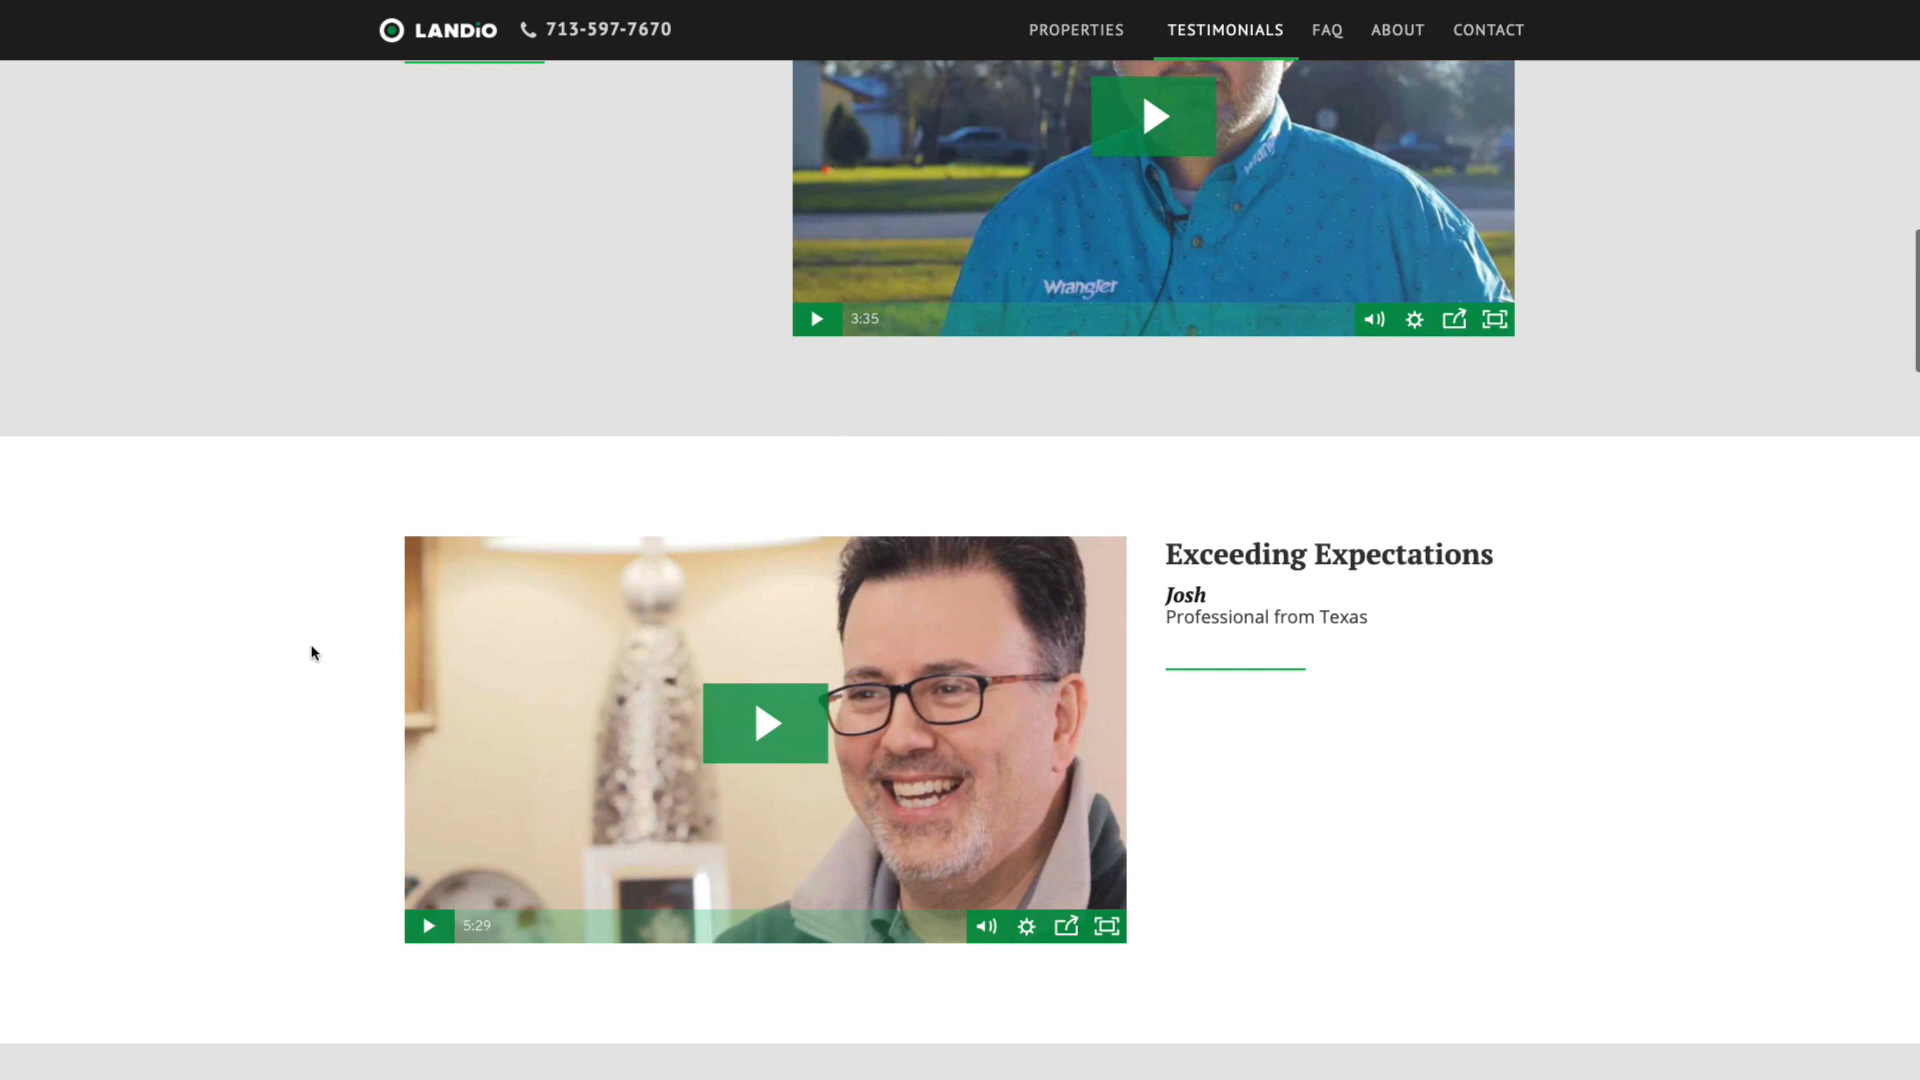 LANDiO 713-597-7670 PROPERTIES TESTIMONIALS FAQ ABOUT CONTACT
Wrangler
3:35
Exceeding Expectations
Josh
Professional from Texas
5:29